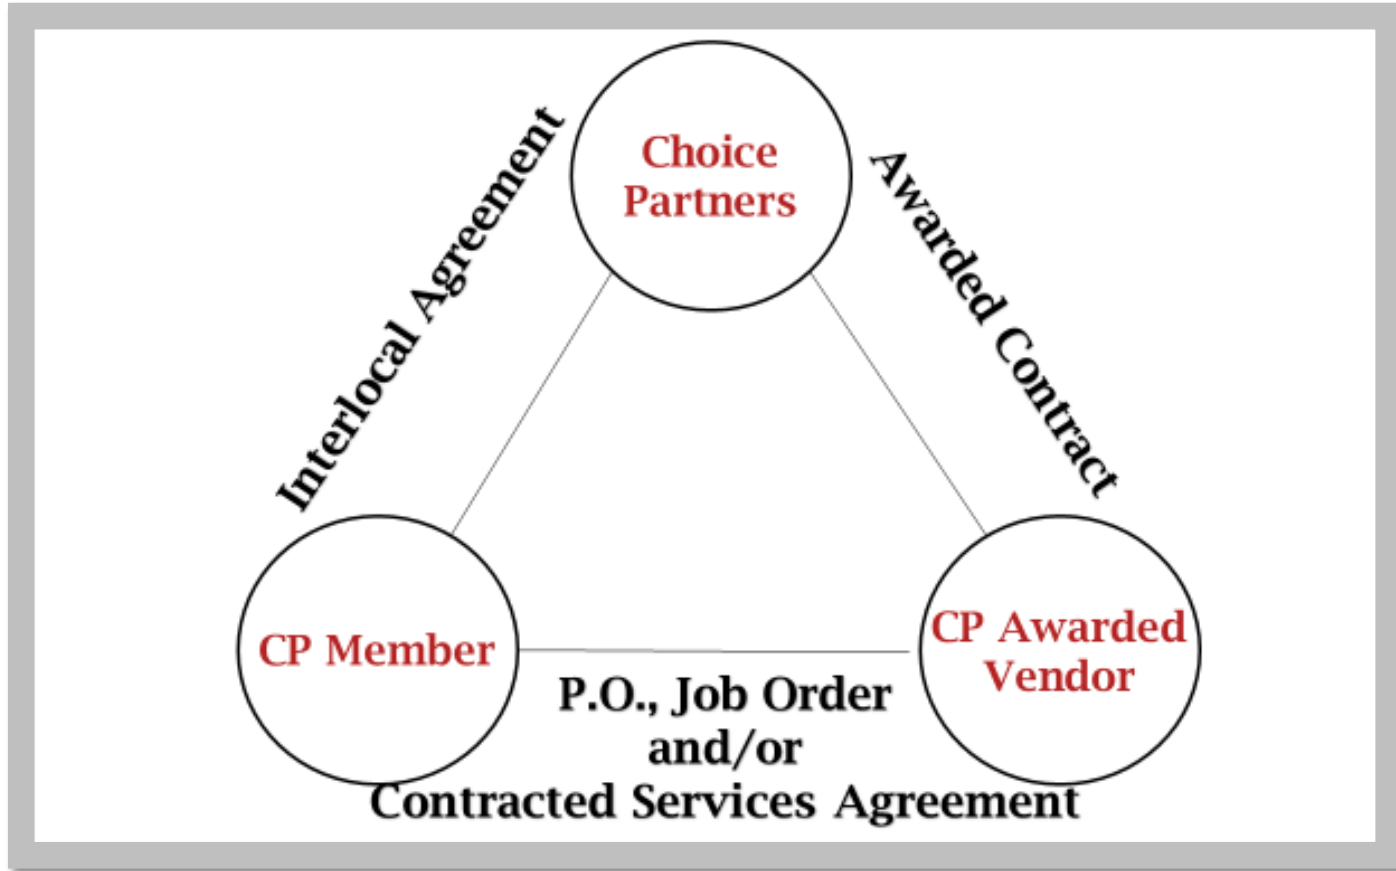 Choice
Partners
Interlocal Agreement
Awarded Contract
CP Member
CP Awarded
Vendor
P.O., Job Order
and/or
Contracted Services Agreement